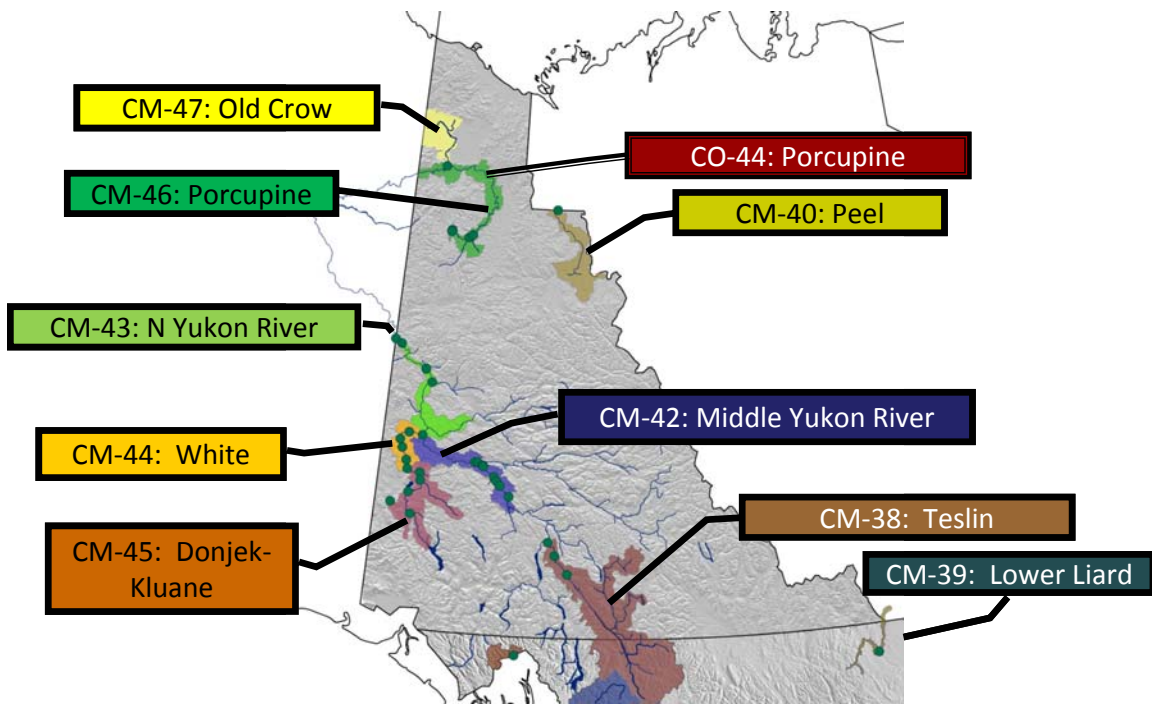 CM-47: Old Crow
CO-44: Porcupine
CM-46: Porcupine
CM-40: Peel
CM-43: N Yukon River
CM-42: Middle Yukon River
CM-44: White
CM-38: Teslin
CM-45: Donjek-
Kluane
CM-39: Lower Liard